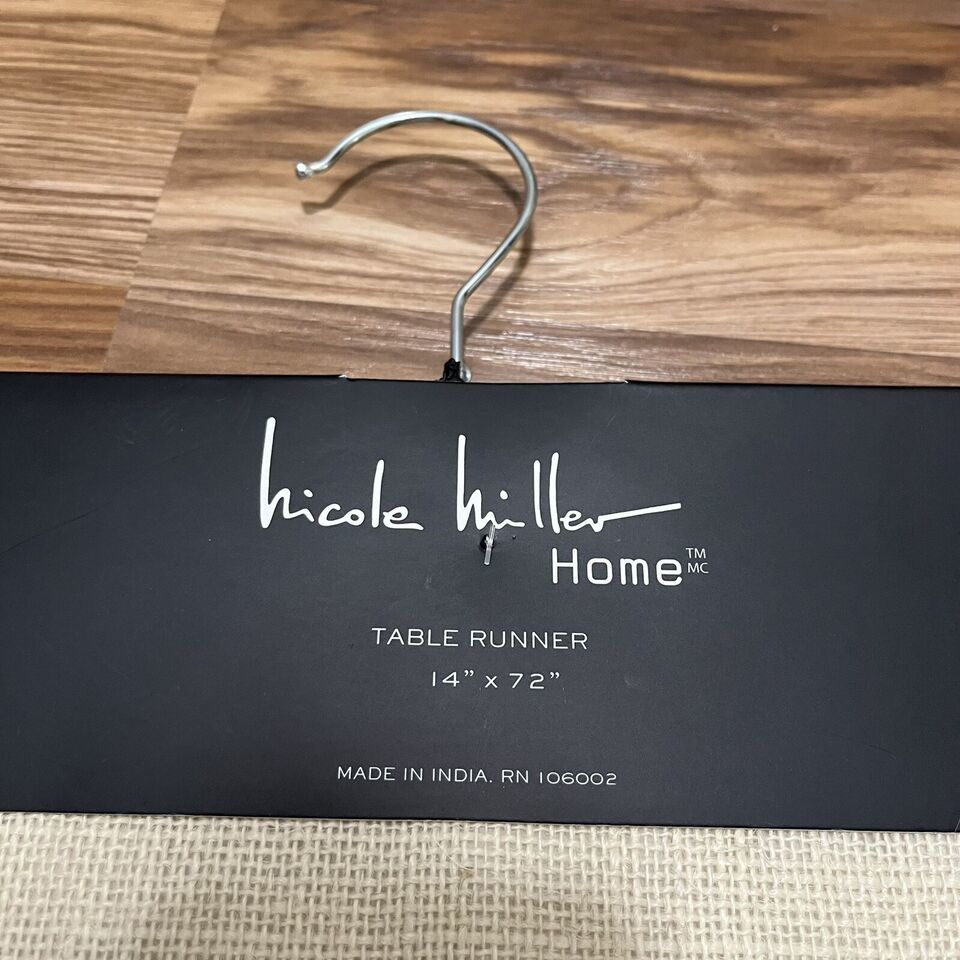 Nicole Miller
Home™ MC
TABLE RUNNER
14” x 72”
MADE IN INDIA. RN 106002